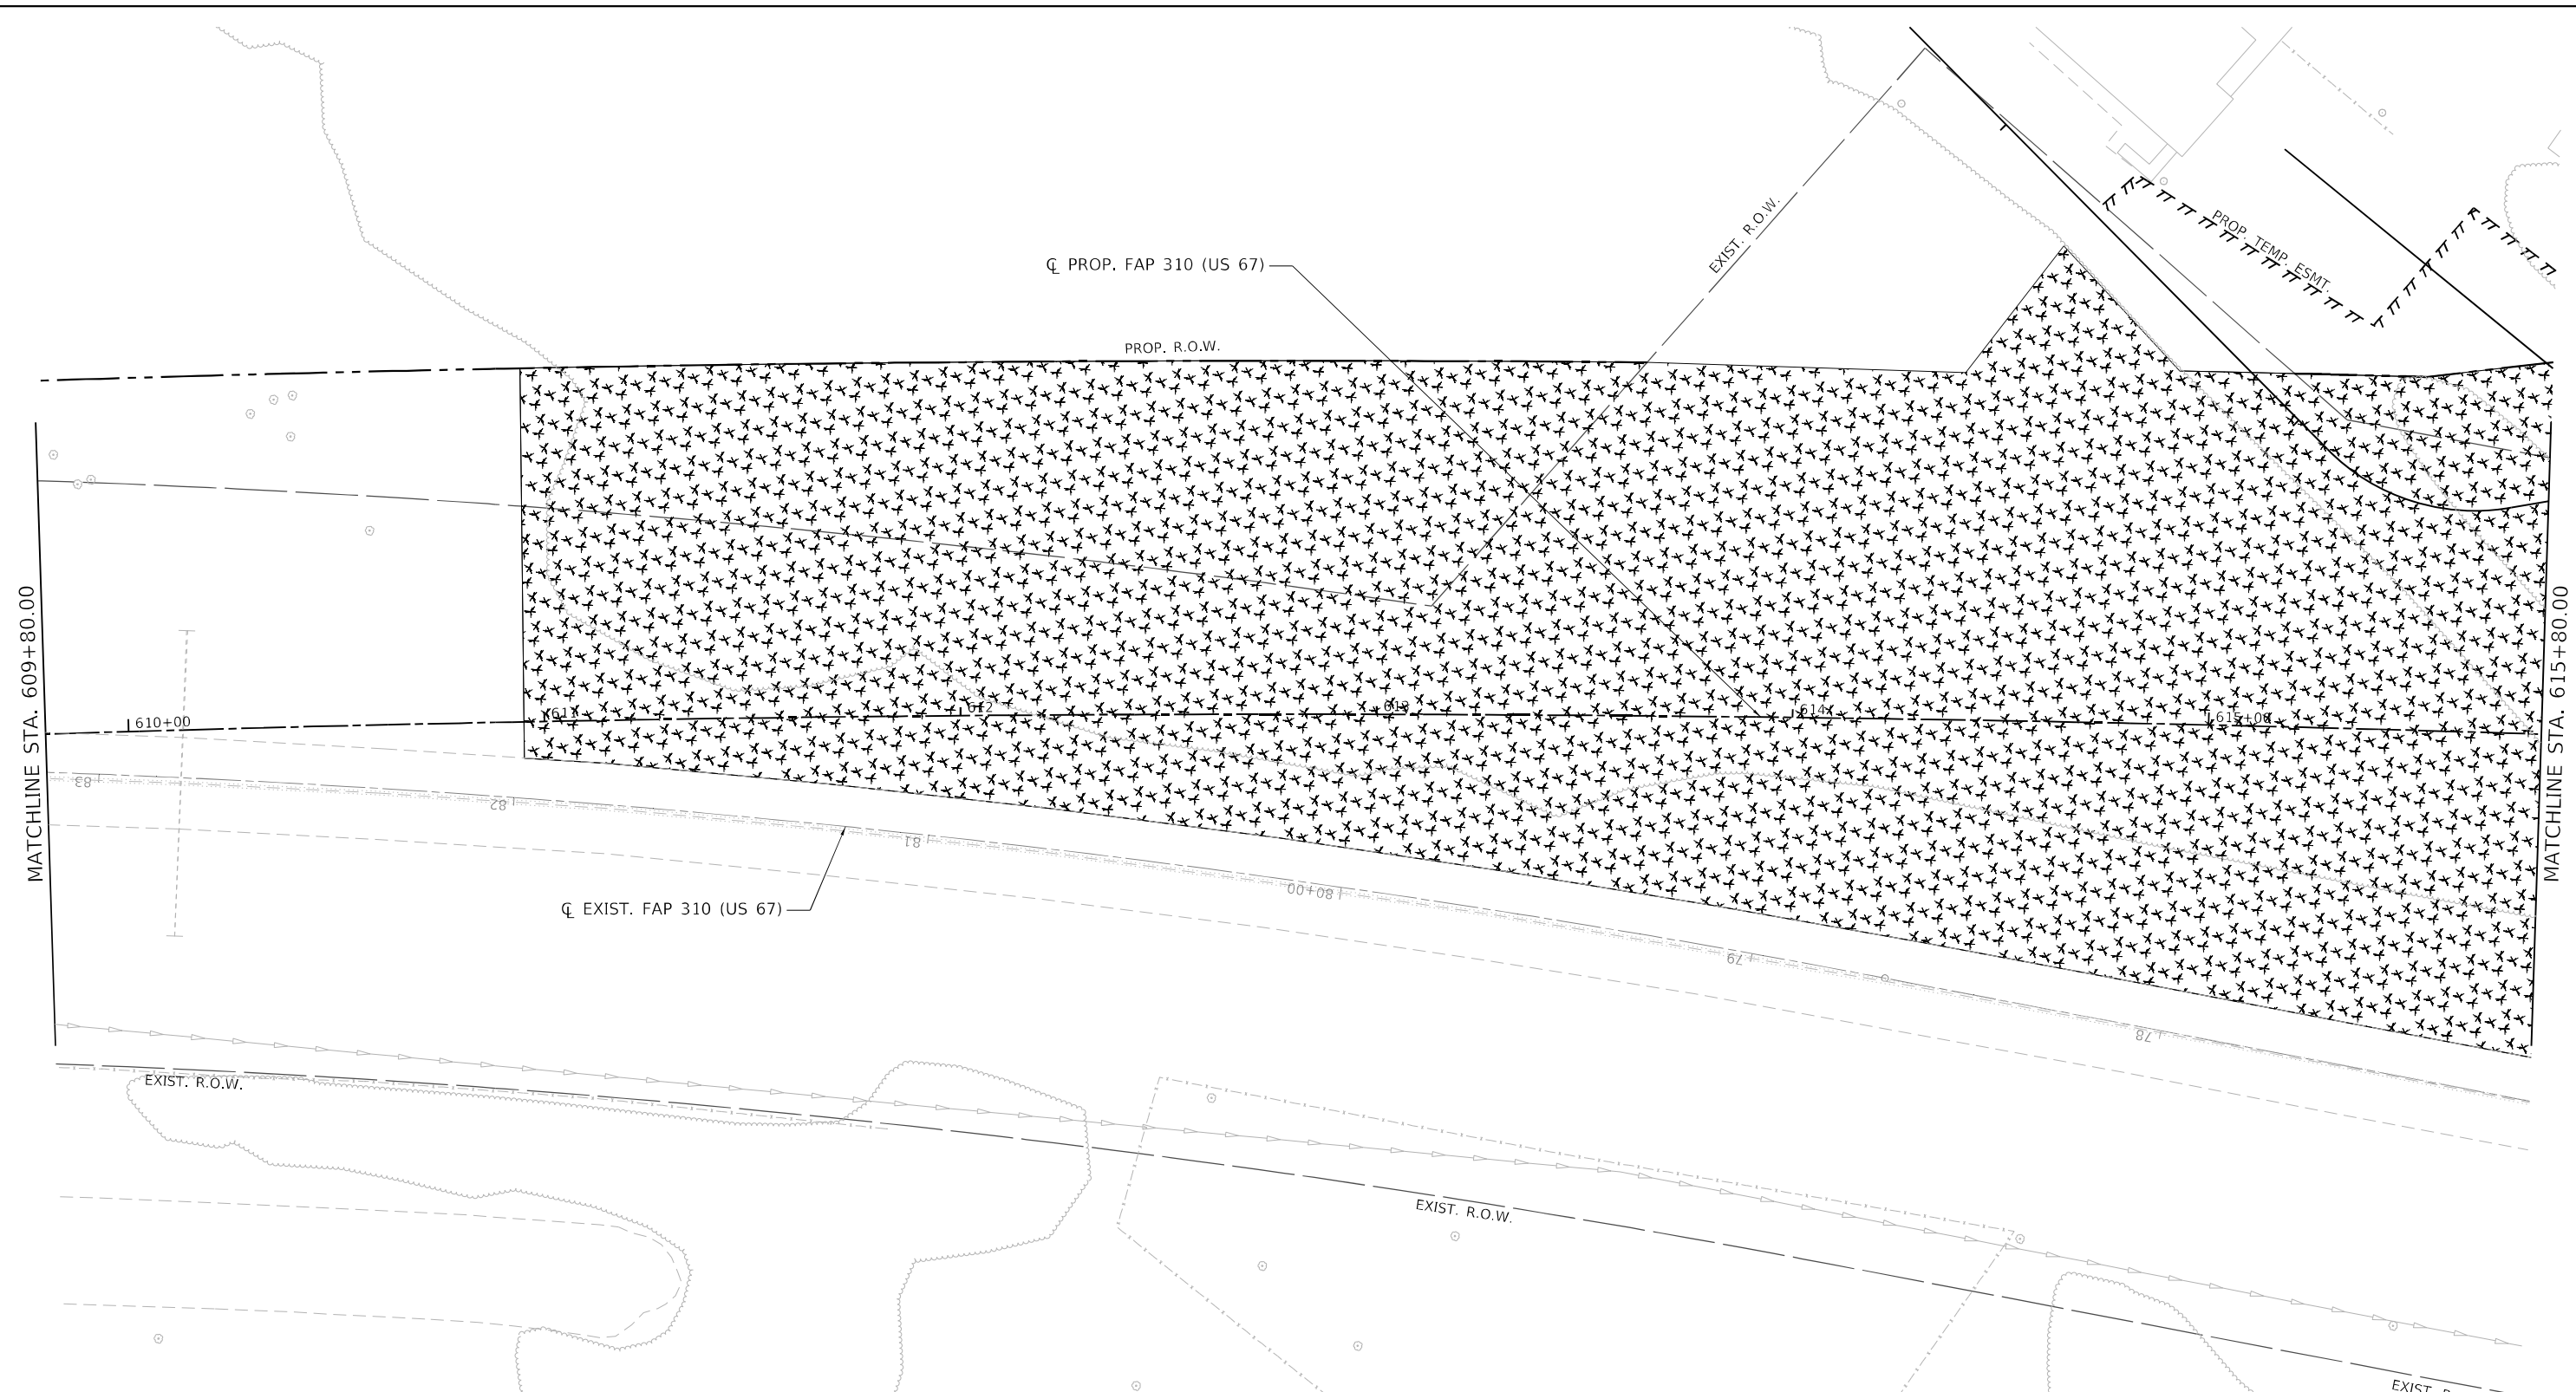 EXIST. R.O.W.
PROP. TEMP. ESMT.
℄ PROP. FAP 310 (US 67)
PROP. R.O.W.
MATCHLINE STA. 609+80.00
MATCHLINE STA. 615+80.00
610+00
611
612
613
614
615+00
83
82
81
80+00
79
78
℄ EXIST. FAP 310 (US 67)
EXIST. R.O.W.
EXIST. R.O.W.
EXIST.